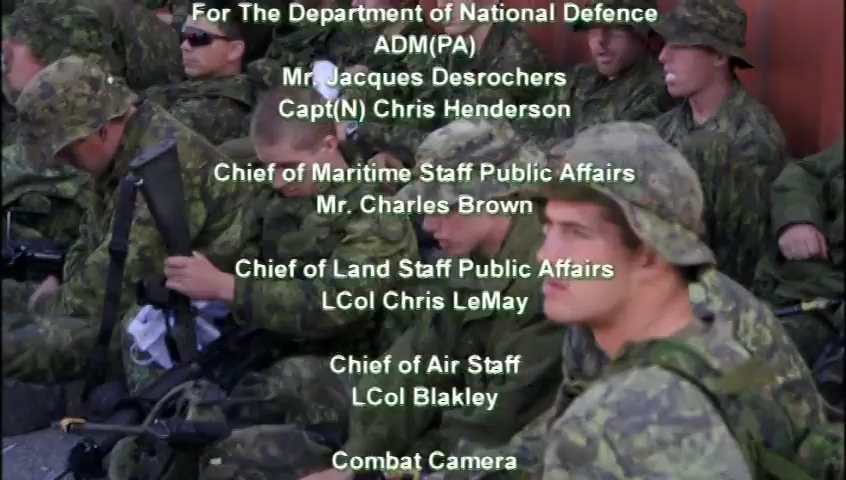 For The Department of National Defence
ADM(PA)
Mr. Jacques Desrochers
Capt(N) Chris Henderson
Chief of Maritime Staff Public Affairs
Mr. Charles Brown
Chief of Land Staff Public Affairs
LCol Chris LeMay
Chief of Air Staff
LCol Blakley
Combat Camera